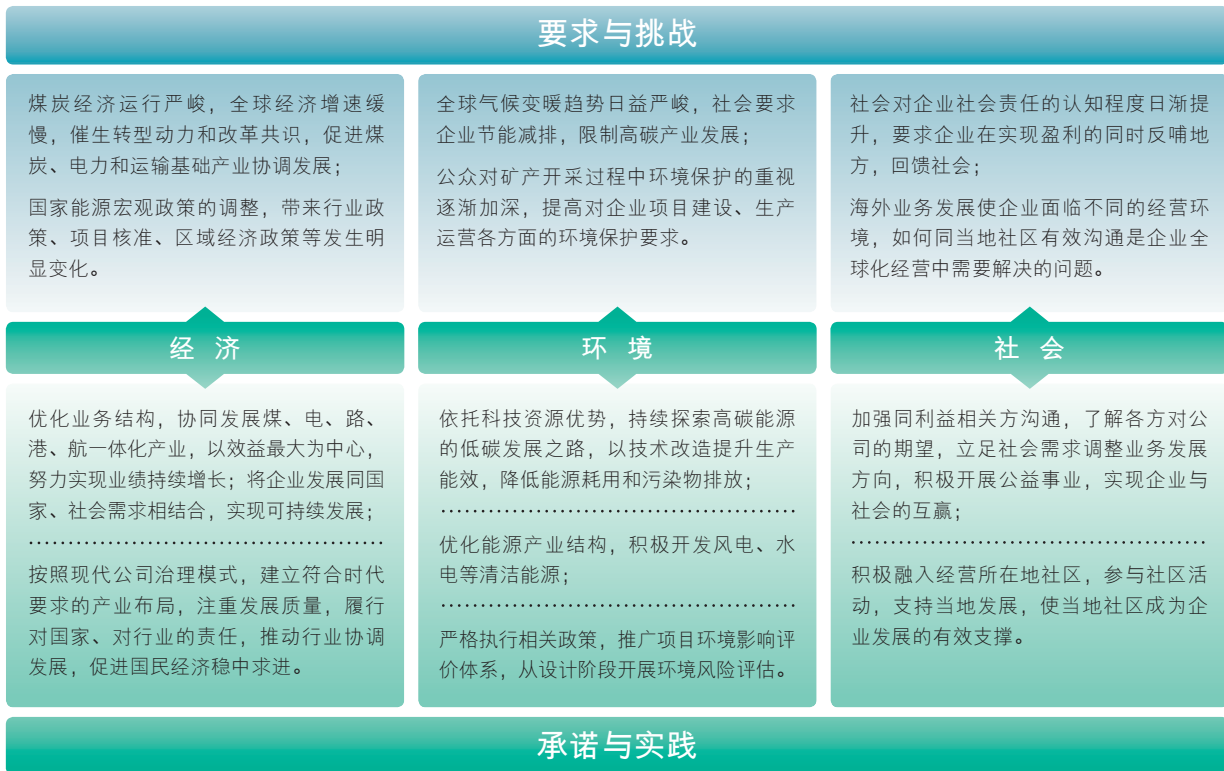 要求与挑战
煤炭经济运行严峻，全球经济增速缓
慢，催生转型动力和改革共识，促进煤
炭、电力和运输基础产业协调发展；
国家能源宏观政策的调整，带来行业政
策、项目核准、区域经济政策等发生明
显变化。
全球气候变暖趋势日益严峻，社会要求
企业节能减排，限制高碳产业发展；
公众对矿产开采过程中环境保护的重视
逐渐加深，提高对企业项目建设、生产
运营各方面的环境保护要求。
社会对企业社会责任的认知程度日渐提
升，要求企业在实现盈利的同时反哺地
方，回馈社会；
海外业务发展使企业面临不同的经营环
境，如何同当地社区有效沟通是企业全
球化经营中需要解决的问题。
经 济
环 境
社 会
优化业务结构，协同发展煤、电、路、
港、航一体化产业，以效益最大为中心，
努力实现业绩持续增长；将企业发展同国
家、社会需求相结合，实现可持续发展；
按照现代公司治理模式，建立符合时代
要求的产业布局，注重发展质量，履行
对国家、对行业的责任，推动行业协调
发展，促进国民经济稳中求进。
依托科技资源优势，持续探索高碳能源
的低碳发展之路，以技术改造提升生产
能效，降低能源耗用和污染物排放；
优化能源产业结构，积极开发风电、水
电等清洁能源；
严格执行相关政策，推广项目环境影响评
价体系，从设计阶段开展环境风险评估。
加强同利益相关方沟通，了解各方对公
司的期望，立足社会需求调整业务发展
方向，积极开展公益事业，实现企业与
社会的互赢；
积极融入经营所在地社区，参与社区活
动，支持当地发展，使当地社区成为企
业发展的有效支撑。
承诺与实践